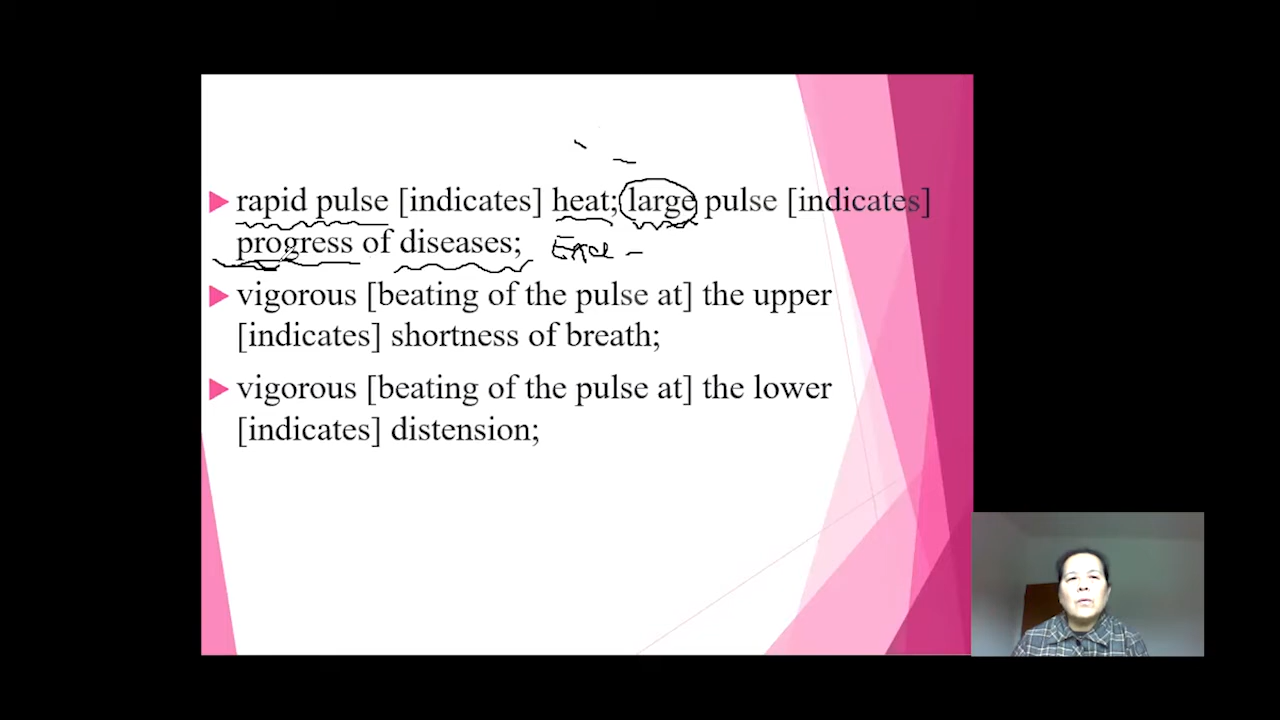 rapid pulse [indicates] heat; large pulse [indicates]
progress of diseases;
vigorous [beating of the pulse at] the upper
[indicates] shortness of breath;
vigorous [beating of the pulse at] the lower
[indicates] distension;